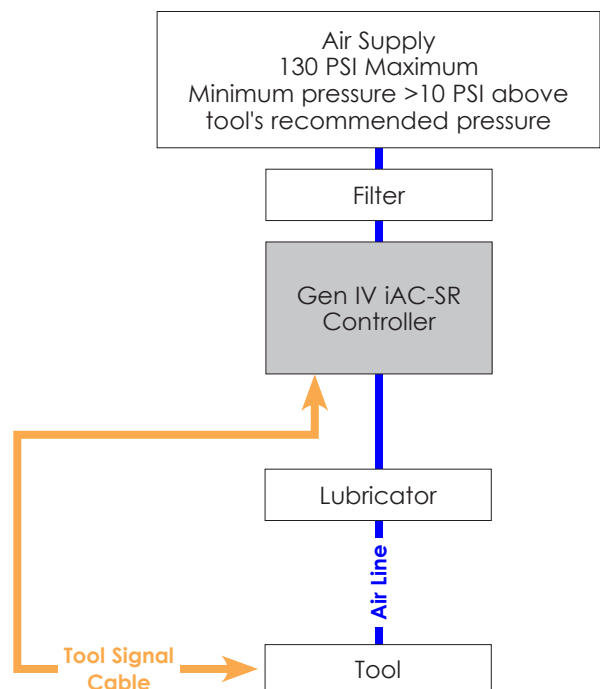 Air Supply
130 PSI Maximum
Minimum pressure >10 PSI above
tool's recommended pressure
Filter
Gen IV iAC-SR
Controller
Lubricator
Air Line
Tool Signal
Cable
Tool